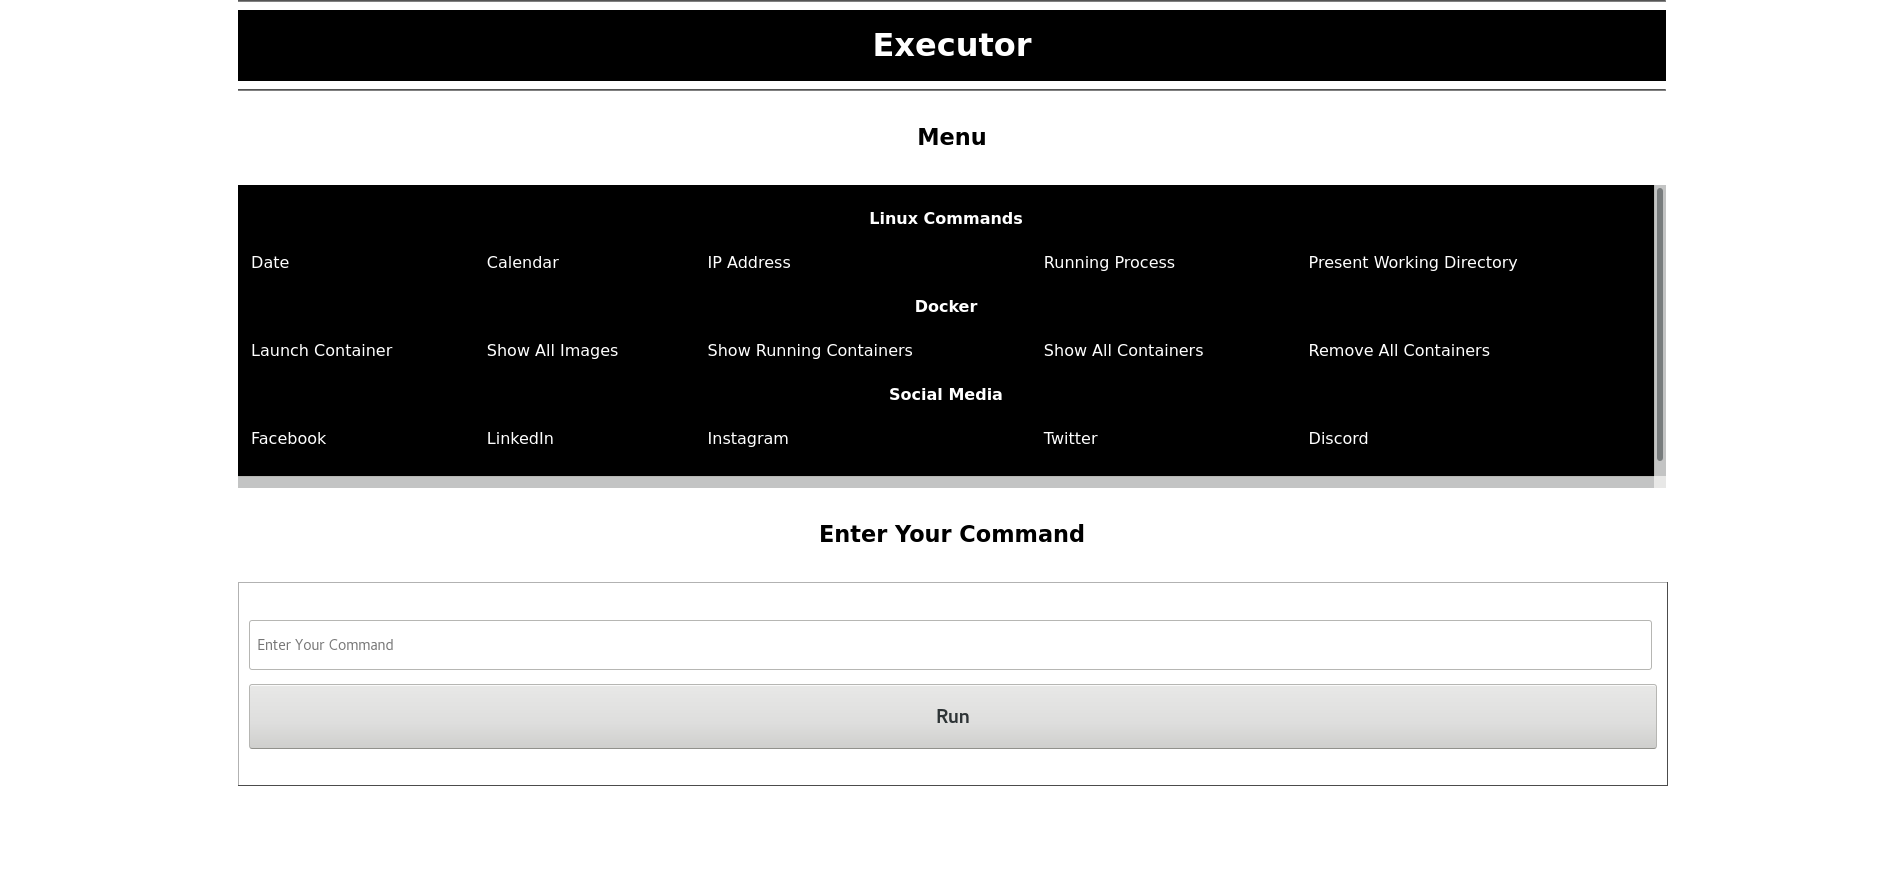 Executor
Menu
Linux Commands
Date Calendar IP Address Running Process Present Working Directory
Docker
Launch Container Show All Images Show Running Containers Show All Containers Remove All Containers
Social Media
Facebook LinkedIn Instagram Twitter Discord
Enter Your Command
Enter Your Command
Run